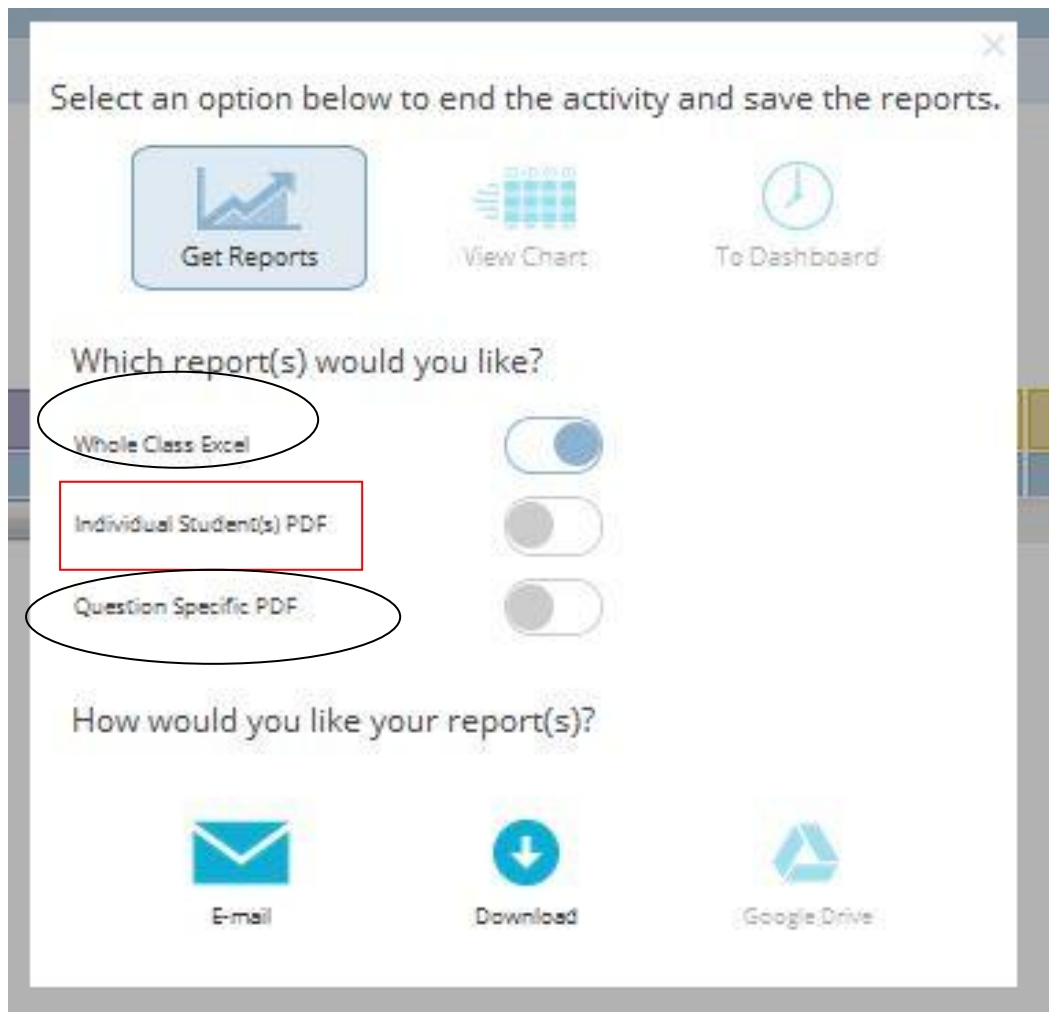 Select an option below to end the activity and save the reports.
Get Reports
View Chart
To Dashboard
Which report(s) would you like?
Whole Class Excel
Individual Student(s) PDF
Question Specific PDF
How would you like your report(s)?
E-mail
Download
Google Drive